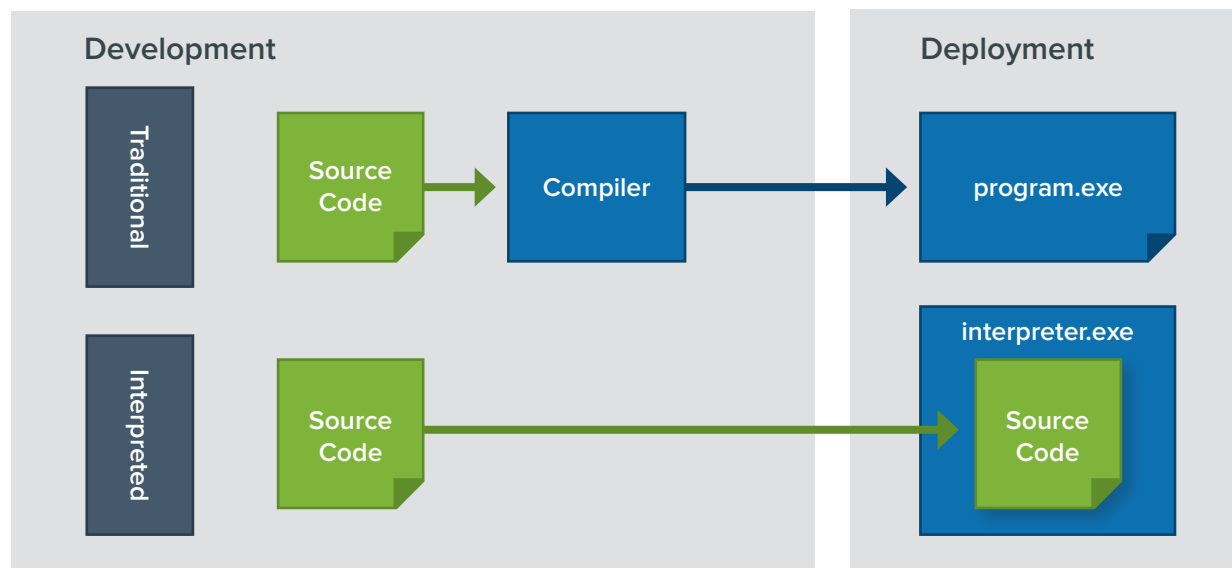 Development
Deployment
Traditional
Source
Code
Compiler
program.exe
Interpreted
Source
Code
interpreter.exe
Source
Code